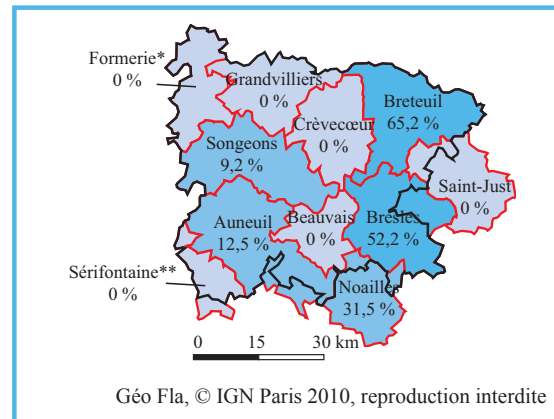 Formerie*
0 %
Grandvilliers
0 %
Crèvecœur
0 %
Breteuil
65,2 %
Songeons
9,2 %
Saint-Just
0 %
Auneuil
12,5 %
Beauvais
0 %
Bresles
52,2 %
Sérifontaine**
0 %
Noailles
31,5 %
0 15 30 km
Géo Fla, © IGN Paris 2010, reproduction interdite